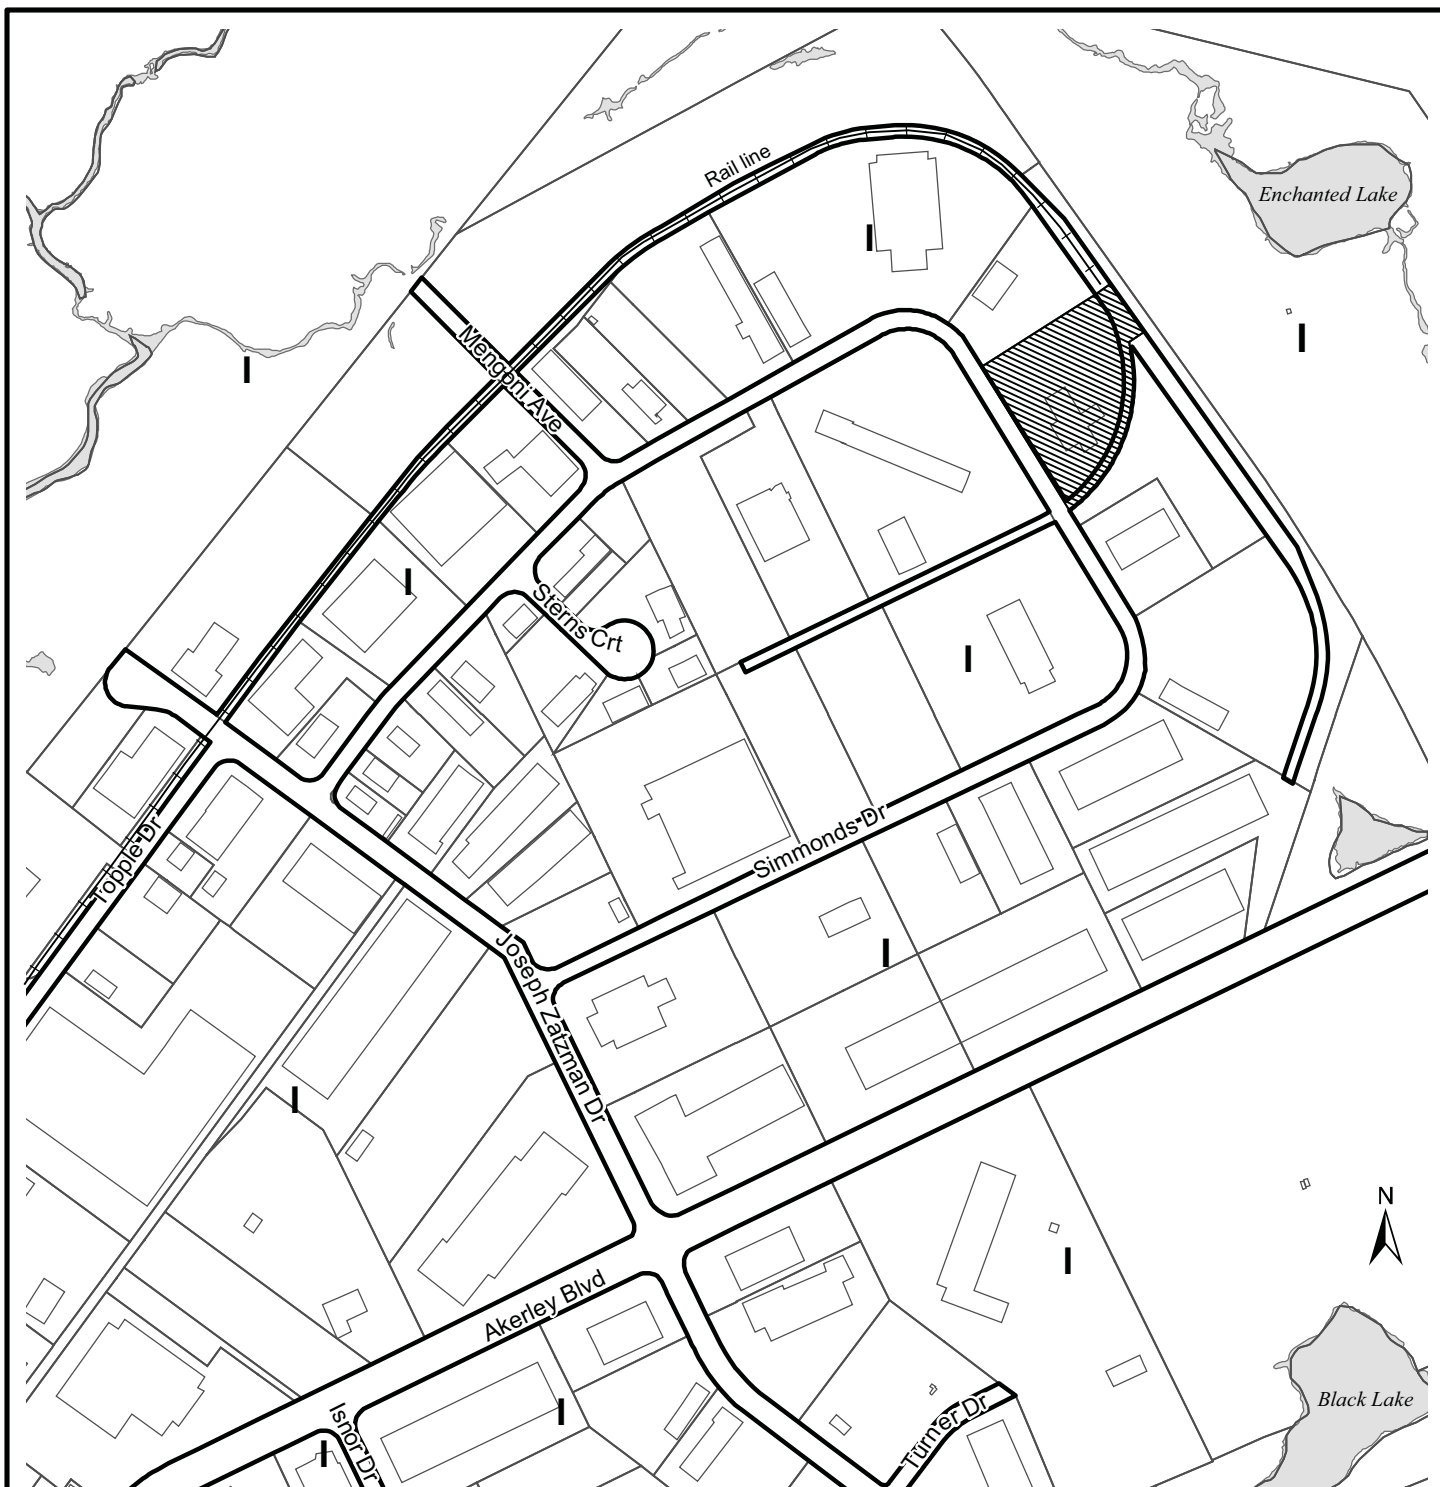 Rail line
Enchanted Lake
I
I
I
Mengoni Ave
I
Sterns Crt
I
Topple Dr
Simmonds Dr
I
Joseph Zatzman Dr
I
N
I
Akerley Blvd
Black Lake
I
Isnor Dr
I
Turner Dr